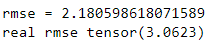 rmse = 2.180598618071589
real rmse tensor(3.0623)